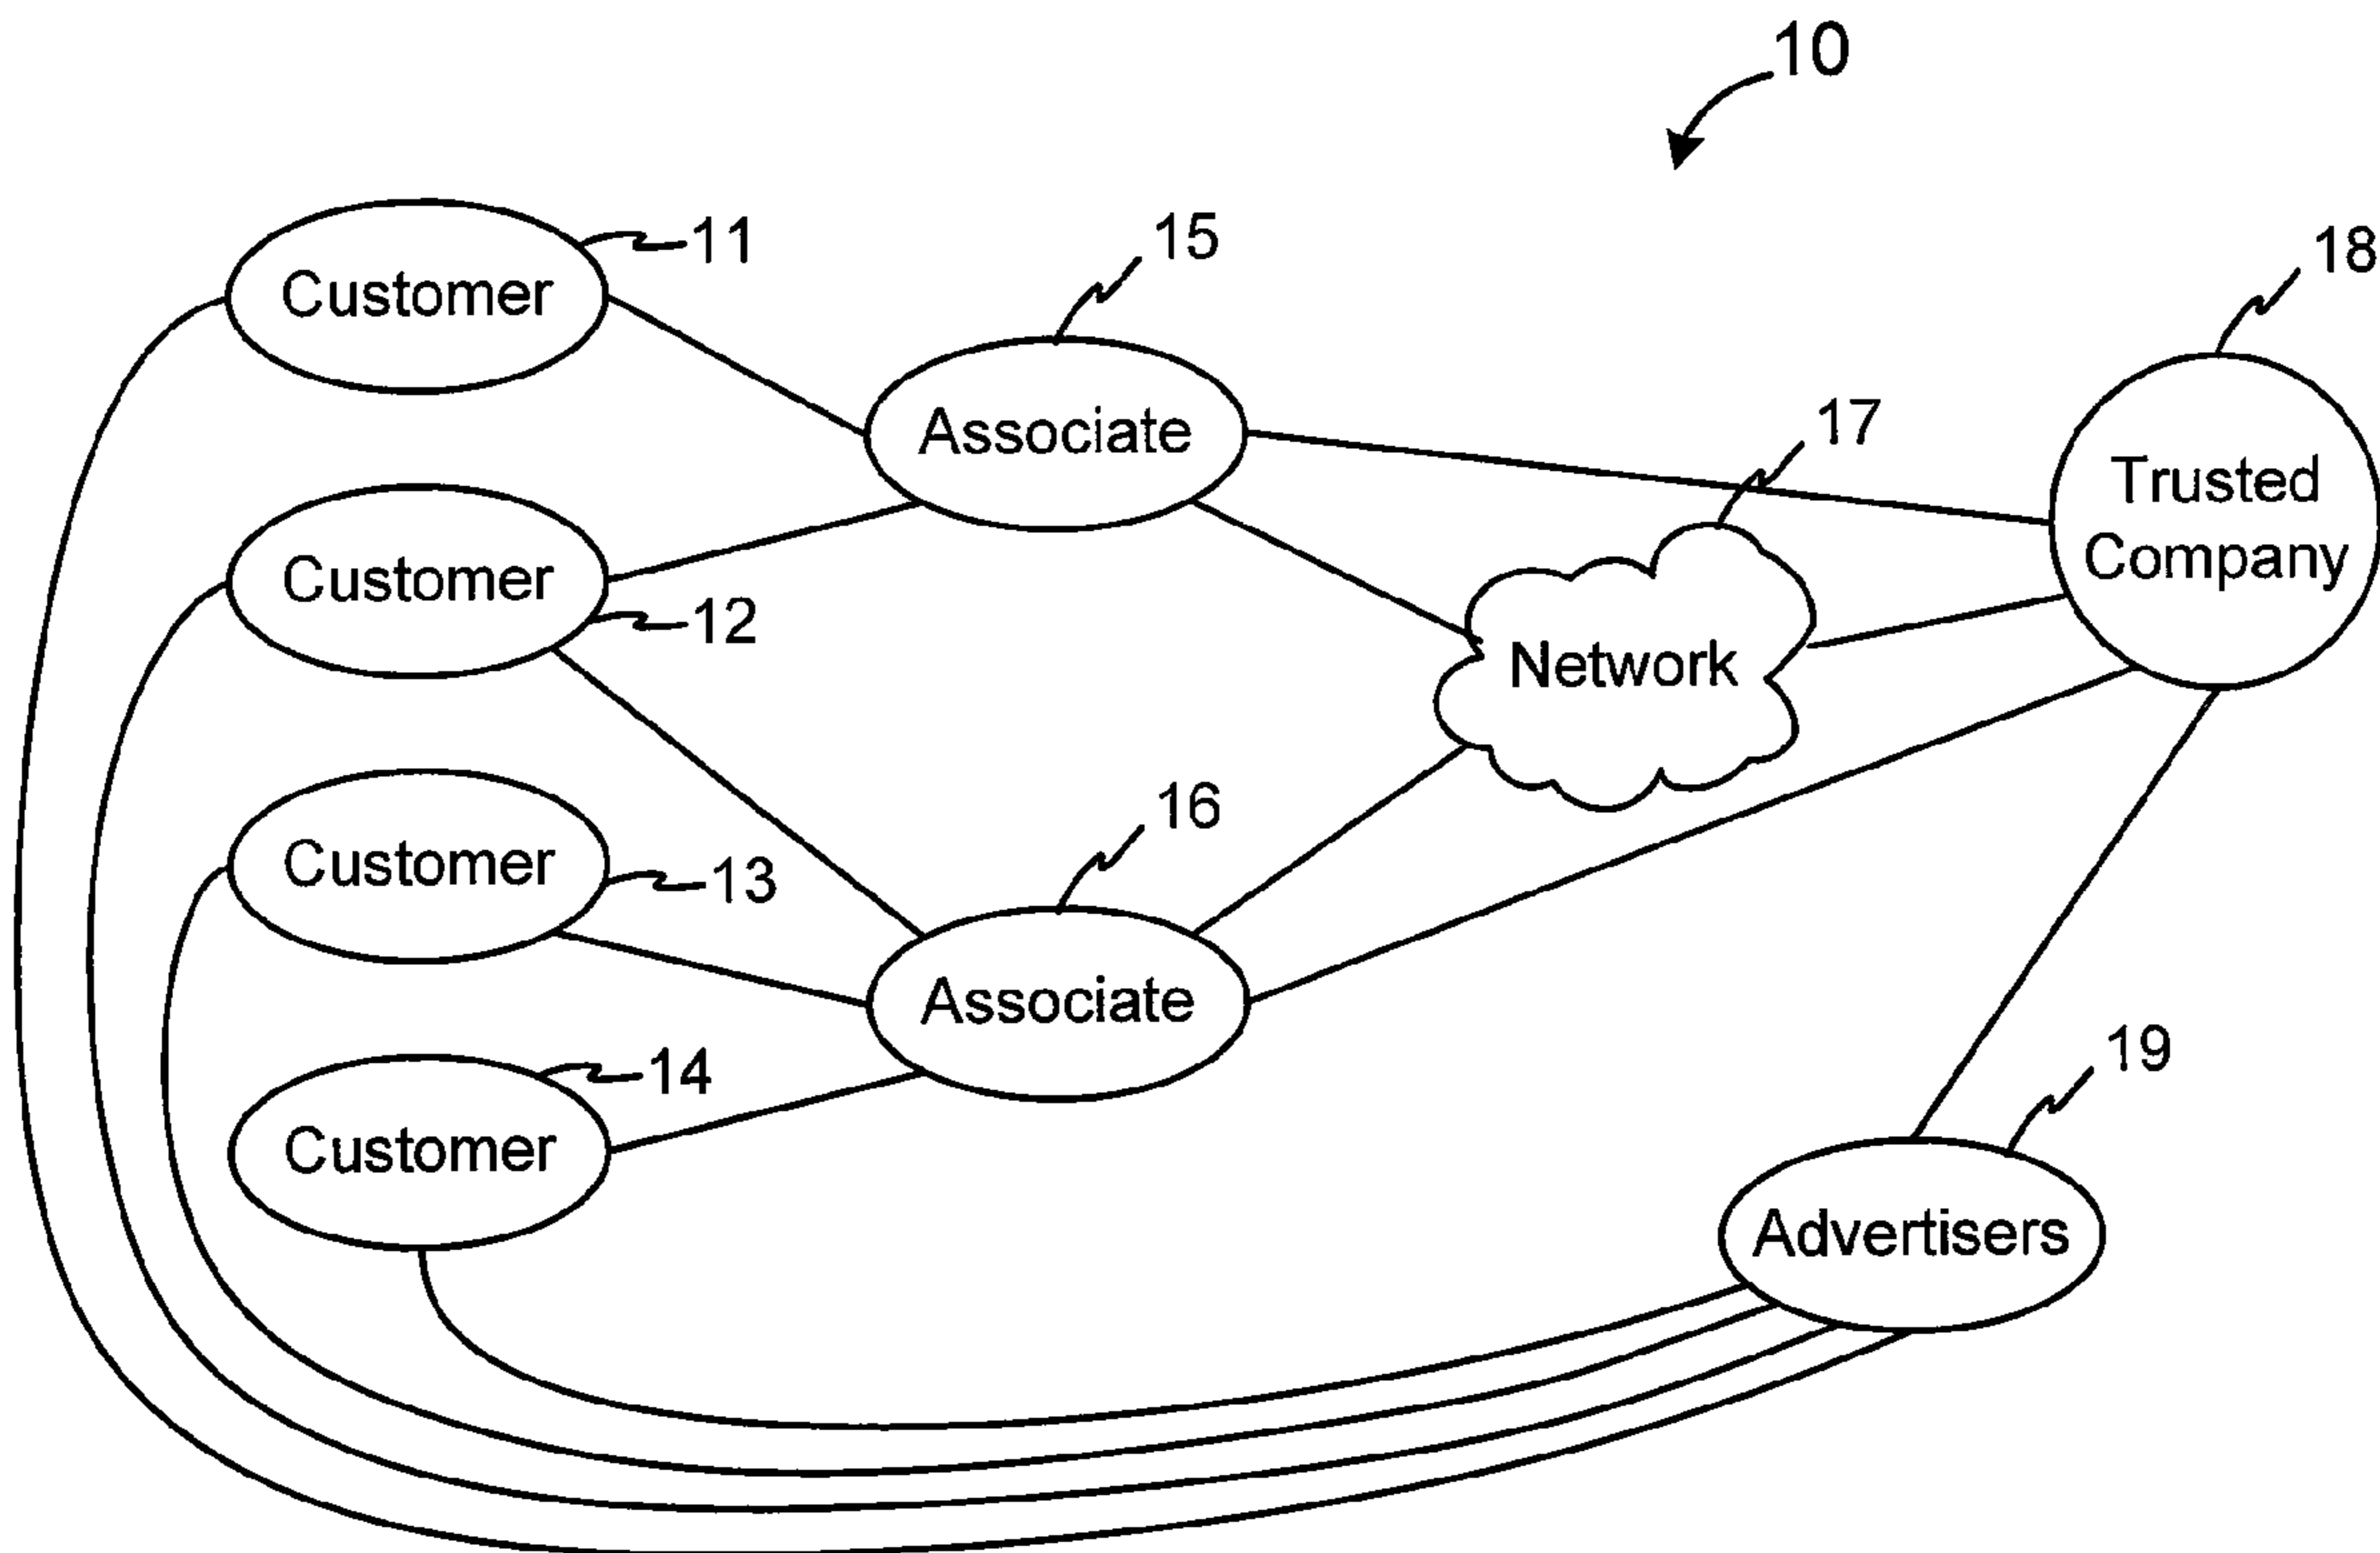 10
11
Customer
15
Associate
18
Trusted
Company
17
Network
Customer
12
Customer
13
16
Associate
14
Customer
19
Advertisers